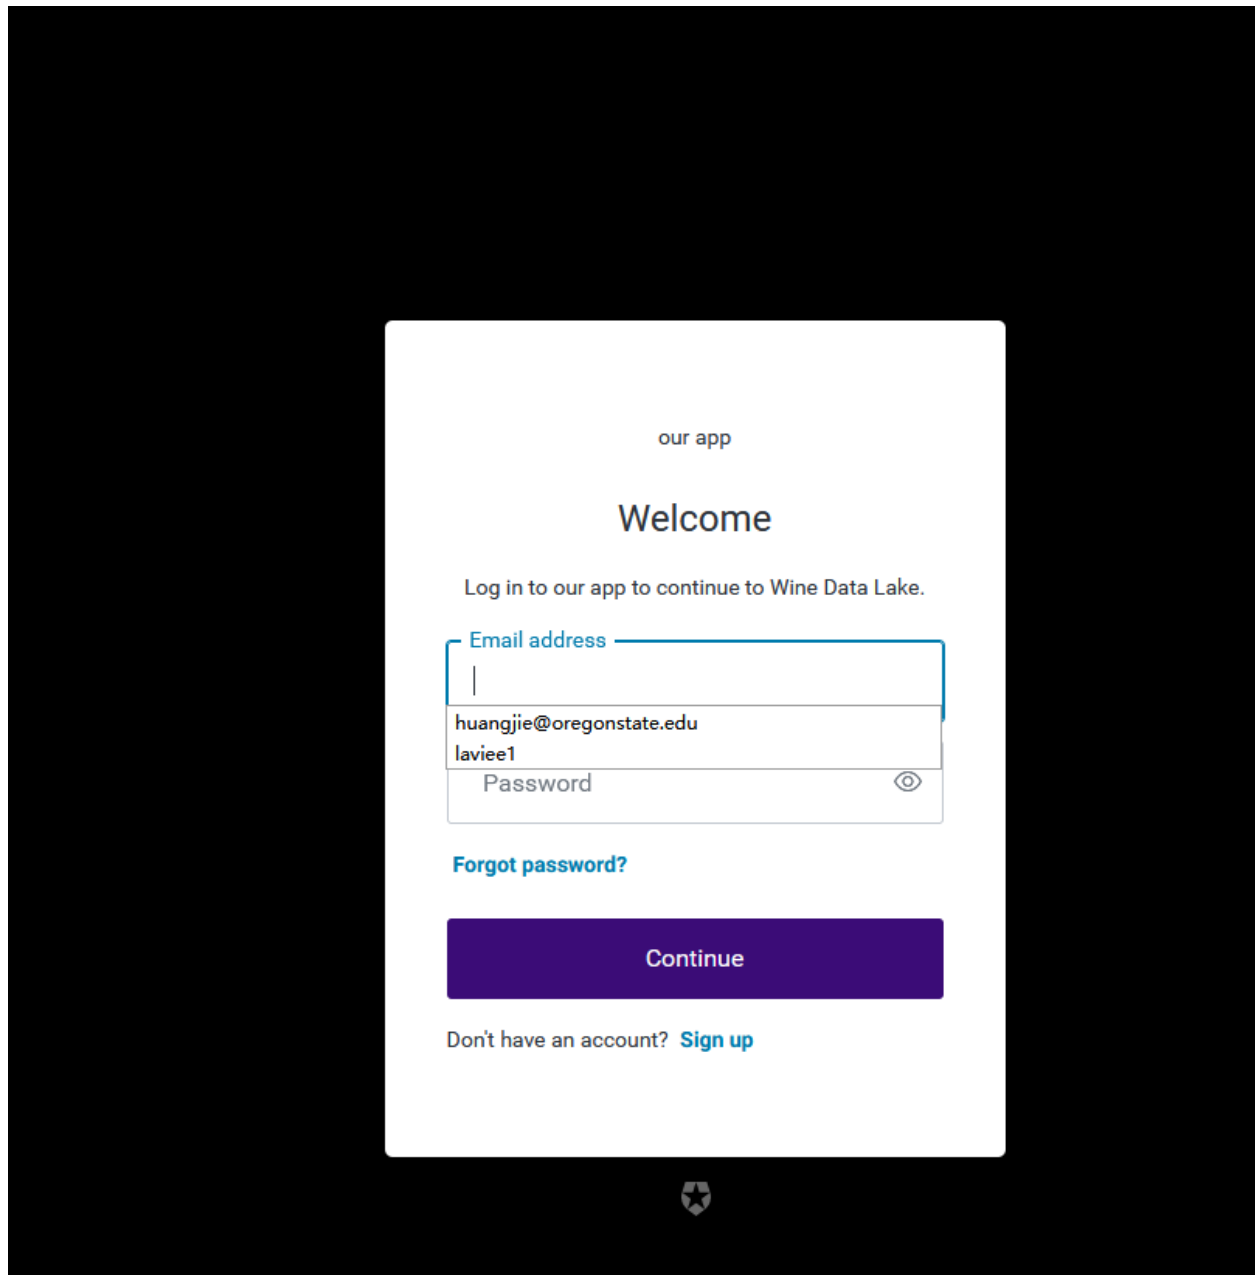 our app
Welcome
Log in to our app to continue to Wine Data Lake.
Email address
huangjie@oregonstate.edu
laviee1
Password
Forgot password?
Continue
Don't have an account? Sign up